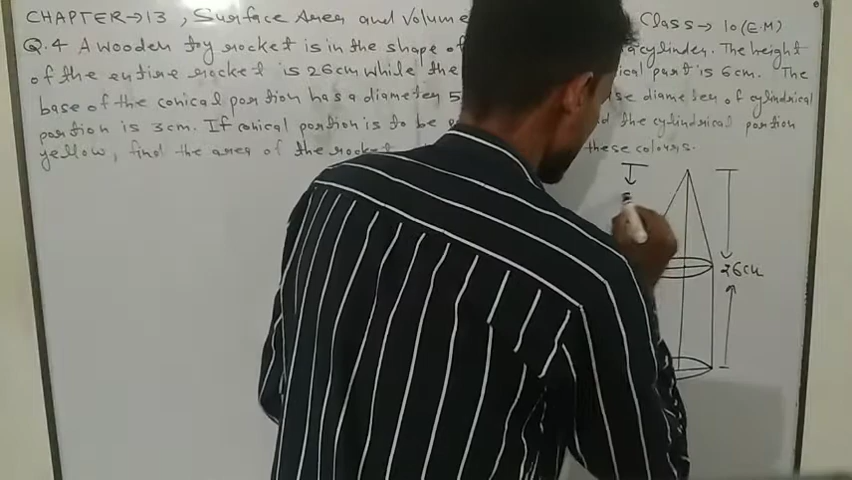 CHAPTER→13, Surface Area and Volume Class→ 10 (E.M)
Q.4 A wooden toy rocket is in the shape of a cylinder. The height
of the entire rocket is 26cm while the ical part is 6cm. The
base of the conical portion has a diameter 5 se diameter of cylindrical
portion is 3cm. If conical portion is to be d the cylindrical portion
yellow, find the area of the rocket these colours.
26cm